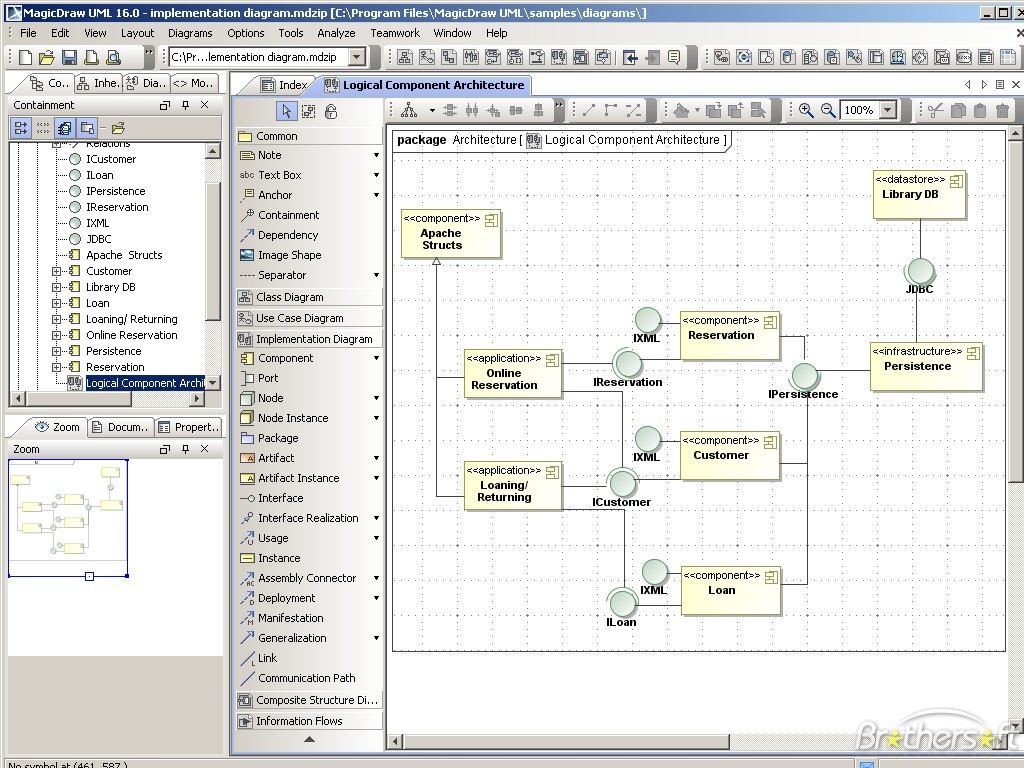 MagicDraw UML 16.0 - implementation diagram.mdzip [C:\Program Files\MagicDraw UML\samples\diagrams\]
File Edit View Layout Diagrams Options Tools Analyze Teamwork Window Help
C:\Pr...lementation diagram.mdzip
Co.. Inhe.. Dia.. <> Mo...
Containment
Relations
ICustomer
ILoan
IPersistence
IReservation
IXML
JDBC
Apache Structs
Customer
Library DB
Loan
Loaning/ Returning
Online Reservation
Persistence
Reservation
Logical Component Archi
Zoom Docum.. Propert..
Zoom
Index Logical Component Architecture
100%
Common
Note
abc Text Box
Anchor
Containment
Dependency
Image Shape
Separator
Class Diagram
Use Case Diagram
Implementation Diagram
Component
Port
Node
Node Instance
Package
Artifact
Artifact Instance
Interface
Interface Realization
Usage
Instance
Assembly Connector
Deployment
Manifestation
Generalization
Link
Communication Path
Composite Structure Di...
Information Flows
package Architecture [ Logical Component Architecture ]
<<datastore>>
Library DB
<<component>>
Apache
Structs
JDBC
<<component>>
Reservation
IXML
<<application>>
Online
Reservation
IReservation
<<infrastructure>>
Persistence
IPersistence
<<component>>
Customer
IXML
<<application>>
Loaning/
Returning
ICustomer
<<component>>
Loan
IXML
ILoan
Brothersoft
No symbol at (461, 587 )